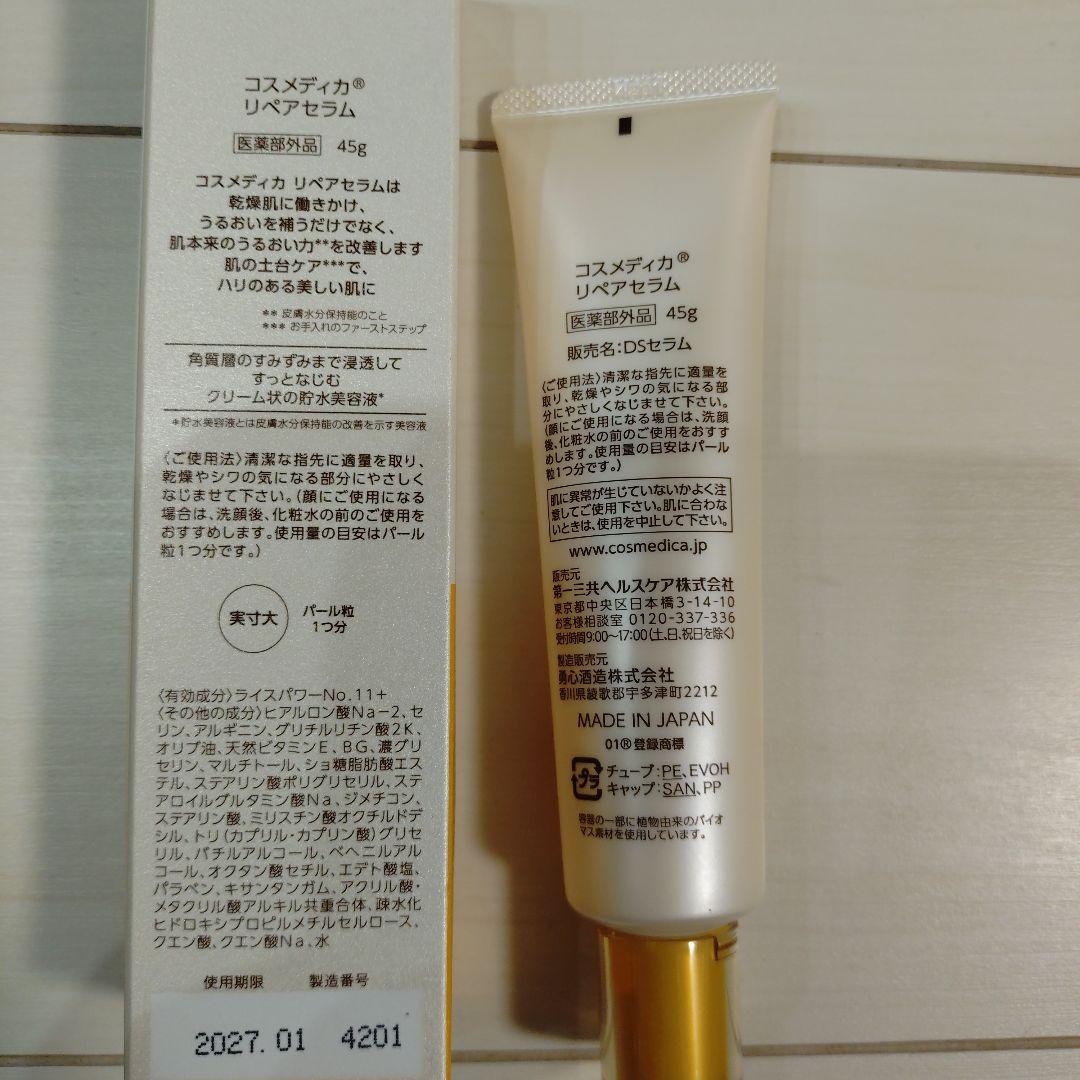 コスメディカ®
リペアセラム
医薬部外品 45g
コスメディカ リペアセラムは
乾燥肌に働きかけ、
うるおいを補うだけでなく、
肌本来のうるおい力**を改善します
肌の土台ケア***で、
ハリのある美しい肌に
** 皮膚水分保持能のこと
*** お手入れのファーストステップ
角質層のすみずみまで浸透して
すっとなじむ
クリーム状の貯水美容液*
*貯水美容液とは皮膚水分保持能の改善を示す美容液
〈ご使用法〉清潔な指先に適量を取り、
乾燥やシワの気になる部分にやさしく
なじませて下さい。(顔にご使用になる
場合は、洗顔後、化粧水の前のご使用を
おすすめします。使用量の目安はパール
粒1つ分です。)
実寸大
パール粒
1つ分
〈有効成分〉ライスパワーNo.11+
〈その他の成分〉ヒアルロン酸Na-2、セ
リン、アルギニン、グリチルリチン酸2K、
オリブ油、天然ビタミンE、BG、濃グリ
セリン、マルチトール、ショ糖脂肪酸エス
テル、ステアリン酸ポリグリセリル、ステ
アロイルグルタミン酸Na、ジメチコン、
ステアリン酸、ミリスチン酸オクチルドデ
シル、トリ(カプリル・カプリン酸)グリセ
リル、バチルアルコール、ベヘニルアル
コール、オクタン酸セチル、エデト酸塩、
パラベン、キサンタンガム、アクリル酸・
メタクリル酸アルキル共重合体、疎水化
ヒドロキシプロピルメチルセルロース、
クエン酸、クエン酸Na、水
使用期限 製造番号
2027.01 4201
コスメディカ®
リペアセラム
医薬部外品 45g
販売名:DSセラム
〈ご使用法〉清潔な指先に適量を
取り、乾燥やシワの気になる部
分にやさしくなじませて下さい。
(顔にご使用になる場合は、洗顔
後、化粧水の前のご使用をおすす
めします。使用量の目安はパール
粒1つ分です。)
肌に異常が生じていないかよく注
意してご使用下さい。肌に合わな
いときは、使用を中止して下さい。
www.cosmedica.jp
販売元
第一三共ヘルスケア株式会社
東京都中央区日本橋3-14-10
お客様相談室 0120-337-336
受付時間9:00〜17:00(土、日、祝日を除く)
製造販売元
勇心酒造株式会社
香川県綾歌郡宇多津町2212
MADE IN JAPAN
01®登録商標
プラ
チューブ:PE、EVOH
キャップ:SAN、PP
容器の一部に植物由来のバイオ
マス素材を使用しています。